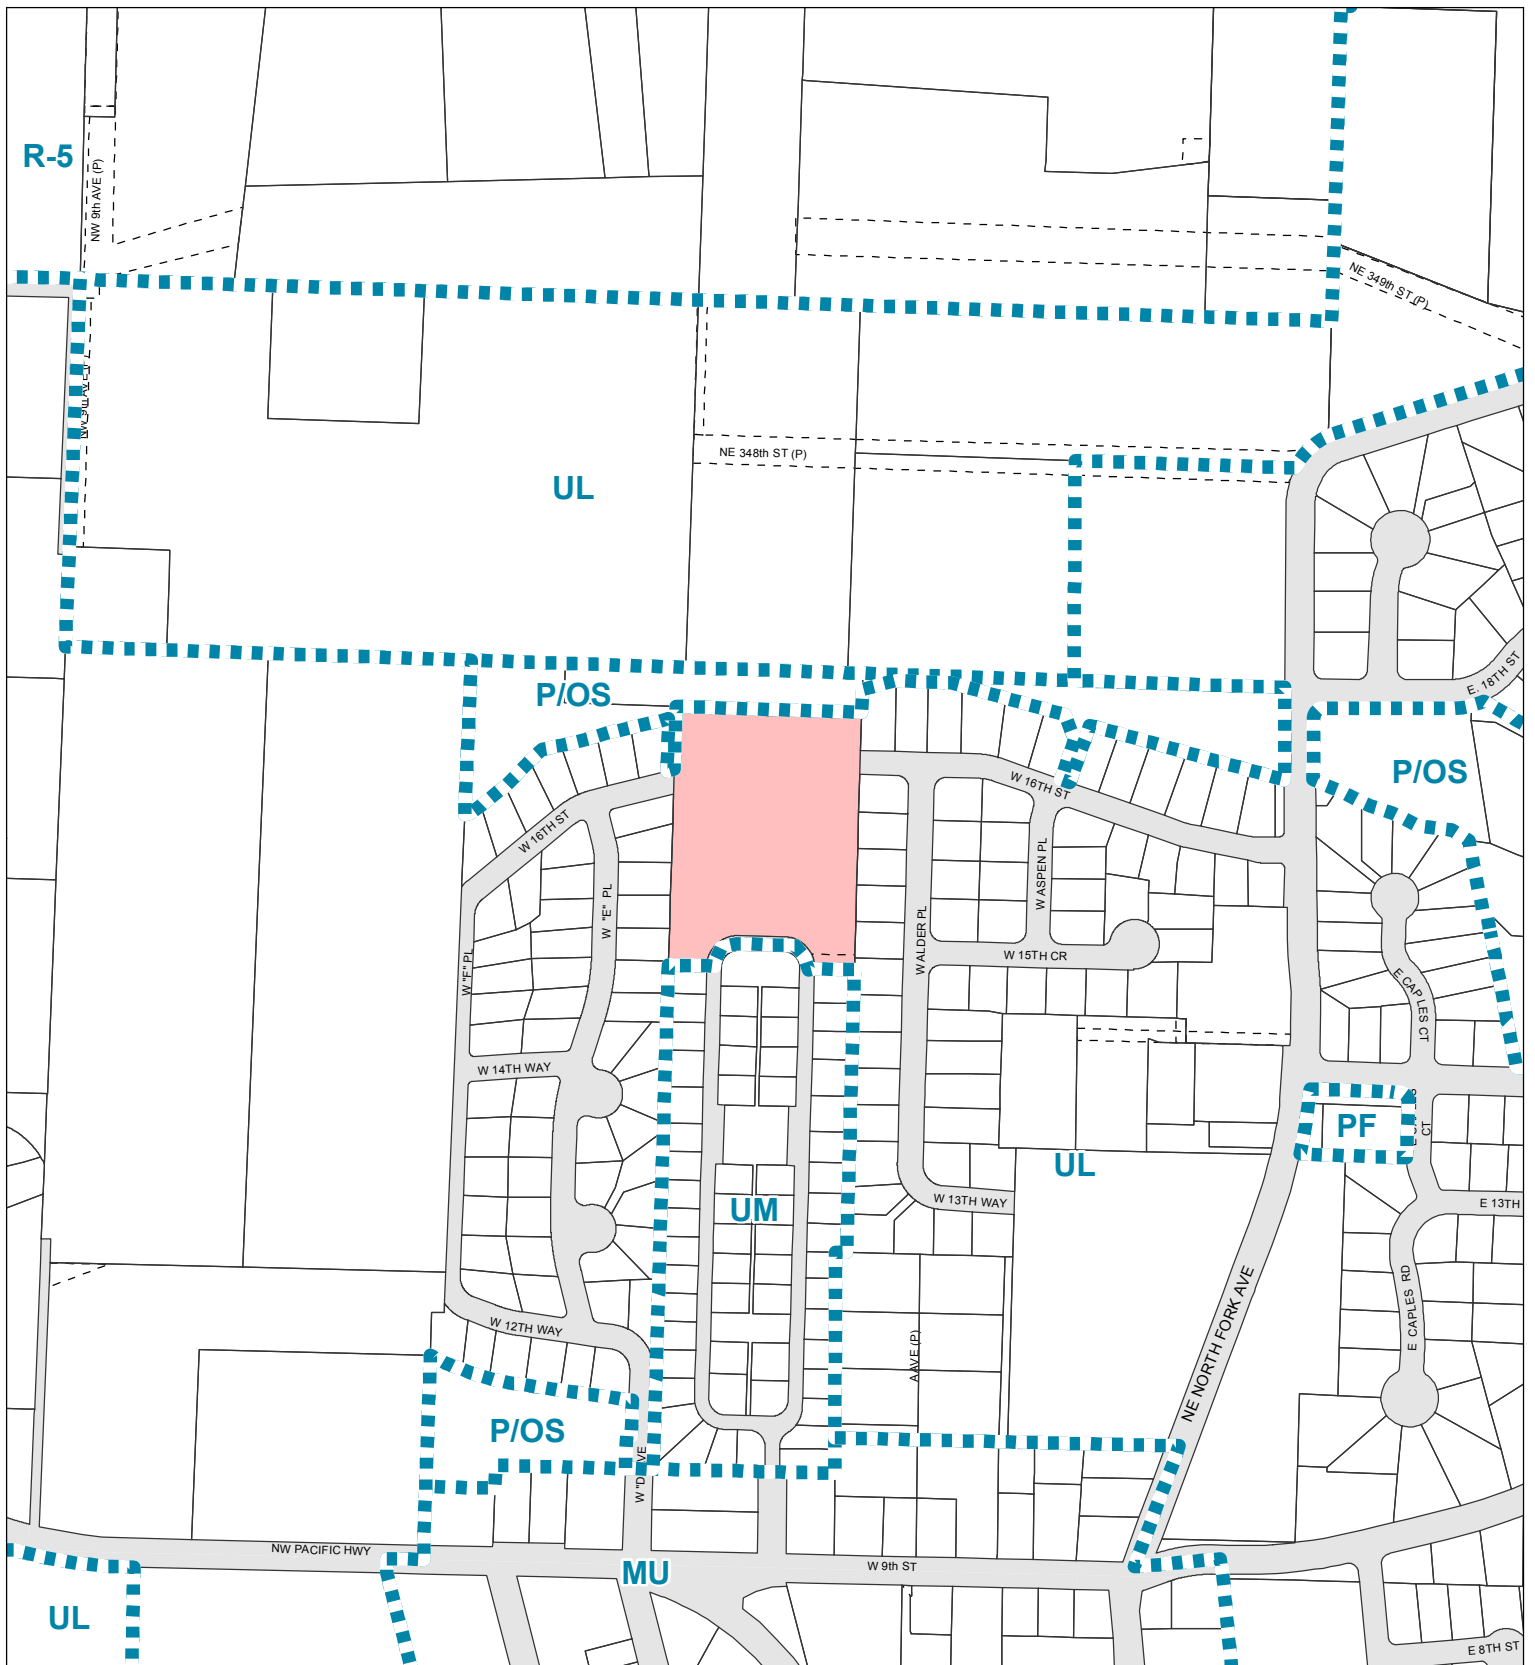 R-5
NW 9th AVE (P)
NE 349th ST (P)
NE 348th ST (P)
UL
E. 18TH ST
P/OS
P/OS
W 16TH ST
W 16TH ST
W ASPEN PL
W "E" PL
W ALDER PL
W "F" PL
W 15TH CR
E CAPLES CT
W 14TH WAY
PF
CT
UL
W 13TH WAY
E 13TH
UM
NE NORTH FORK AVE
E CAPLES RD
W 12TH WAY
A AVE (P)
P/OS
NW PACIFIC HWY
W 9th ST
MU
UL
E 8TH ST